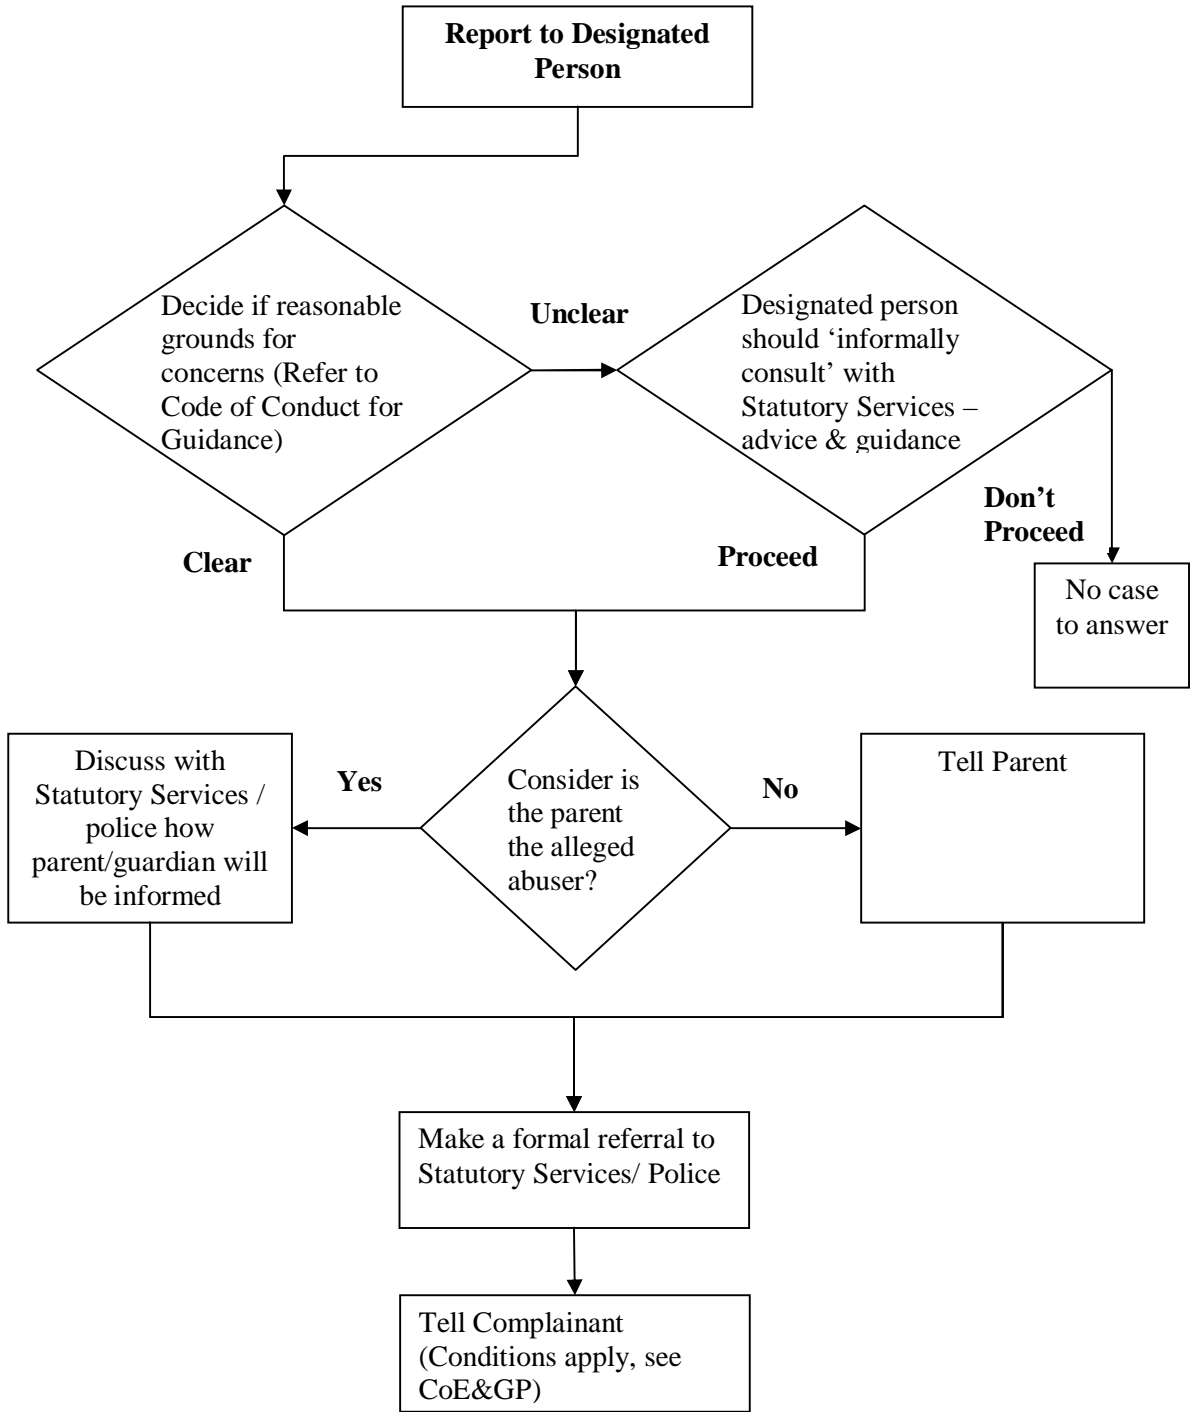 Report to Designated
Person
Decide if reasonable
grounds for
concerns (Refer to
Code of Conduct for
Guidance)
Unclear
Designated person
should ‘informally
consult’ with
Statutory Services –
advice & guidance
Clear
Proceed
Don’t
Proceed
No case
to answer
Discuss with
Statutory Services /
police how
parent/guardian will
be informed
Yes
Consider is
the parent
the alleged
abuser?
No
Tell Parent
Make a formal referral to
Statutory Services/ Police
Tell Complainant
(Conditions apply, see
CoE&GP)